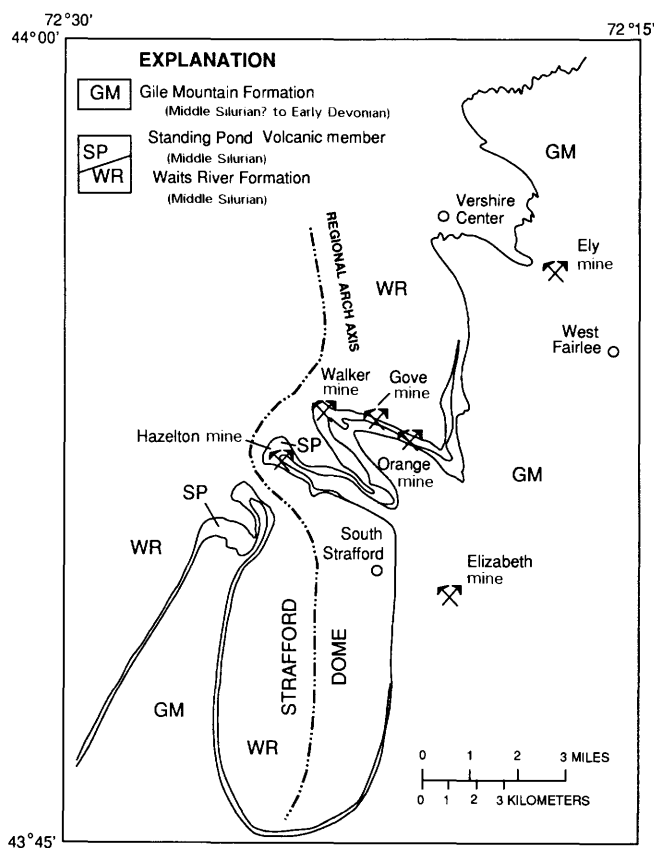 72°30'
72°15'
44°00'
EXPLANATION
GM Gile Mountain Formation
(Middle Silurian? to Early Devonian)
SP Standing Pond Volcanic member
(Middle Silurian)
WR Waits River Formation
(Middle Silurian)
GM
Vershire
Center
Ely
mine
REGIONAL ARCH AXIS
WR
West
Fairlee
Walker
mine
Gove
mine
Hazelton mine
SP
Orange
mine
GM
SP
WR
South
Strafford
Elizabeth
mine
STRAFFORD
DOME
GM
WR
0 1 2 3 MILES
0 1 2 3 KILOMETERS
43°45'